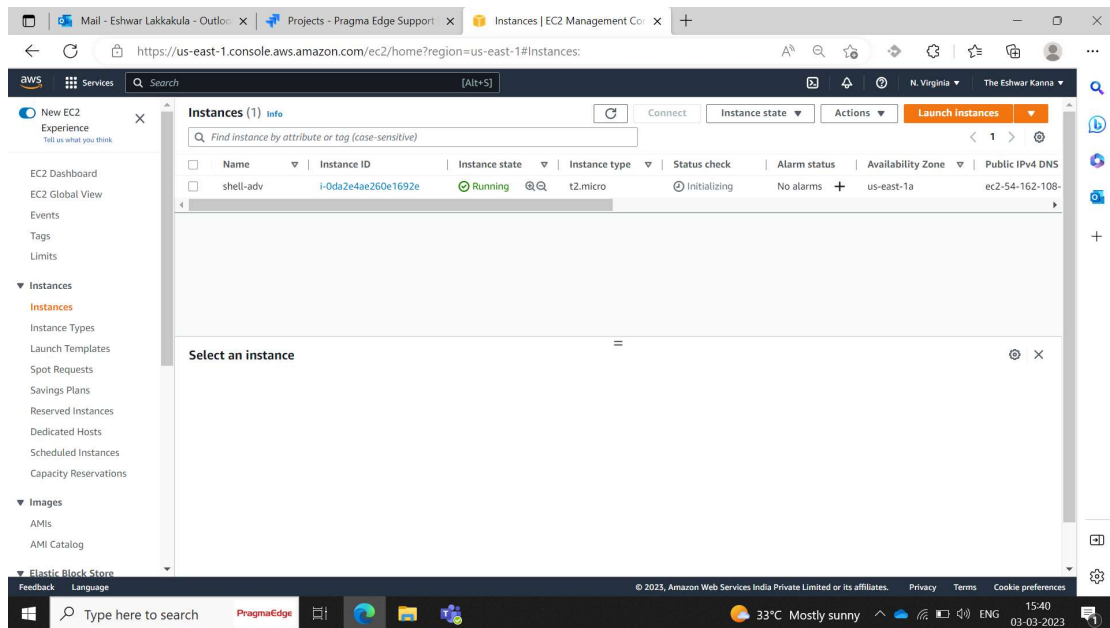 Mail - Eshwar Lakkakula - Outloo
Projects - Pragma Edge Support
Instances | EC2 Management Con
https://us-east-1.console.aws.amazon.com/ec2/home?region=us-east-1#Instances:
aws Services Search [Alt+S] N. Virginia ▼ The Eshwar Kanna ▼
New EC2
Experience
Tell us what you think
EC2 Dashboard
EC2 Global View
Events
Tags
Limits
▼ Instances
Instances
Instance Types
Launch Templates
Spot Requests
Savings Plans
Reserved Instances
Dedicated Hosts
Scheduled Instances
Capacity Reservations
▼ Images
AMIs
AMI Catalog
▼ Elastic Block Store
Instances (1) Info Connect Instance state ▼ Actions ▼ Launch instances ▼
Find instance by attribute or tag (case-sensitive) < 1 >
Name Instance ID Instance state Instance type Status check Alarm status Availability Zone Public IPv4 DNS
shell-adv i-0da2e4ae260e1692e Running t2.micro Initializing No alarms + us-east-1a ec2-54-162-108-
Select an instance
Feedback Language © 2023, Amazon Web Services India Private Limited or its affiliates. Privacy Terms Cookie preferences
Type here to search PragmaEdge 33°C Mostly sunny ENG 15:40
03-03-2023
1